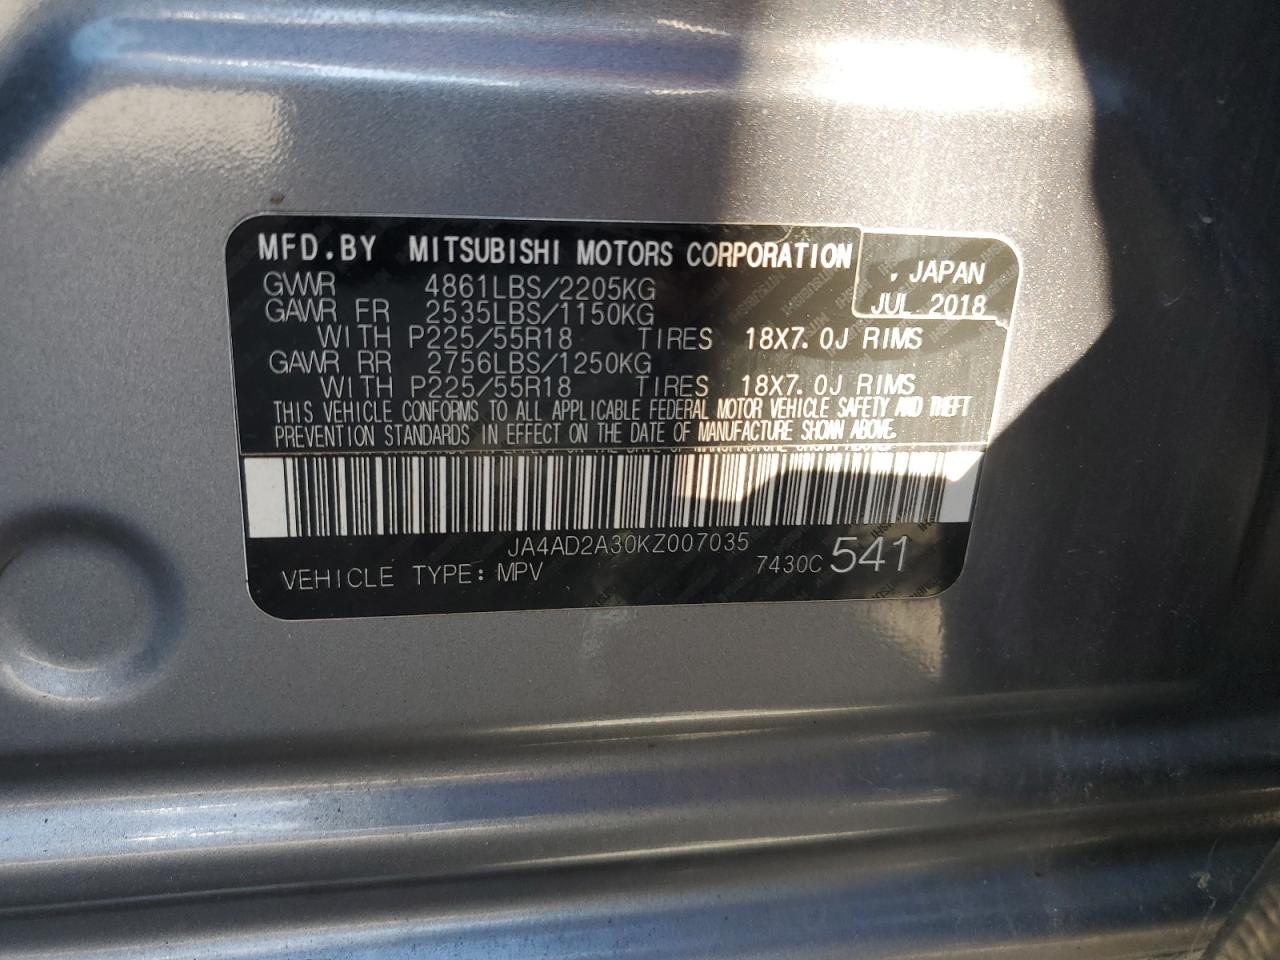 MFD.BY MITSUBISHI MOTORS CORPORATION
JAPAN
JUL 2018
GVWR 4861LBS/2205KG
GAWR FR 2535LBS/1150KG
WITH P225/55R18 TIRES 18X7.0J RIMS
GAWR RR 2756LBS/1250KG
WITH P225/55R18 TIRES 18X7.0J RIMS
THIS VEHICLE CONFORMS TO ALL APPLICABLE FEDERAL MOTOR VEHICLE SAFETY AND THEFT
PREVENTION STANDARDS IN EFFECT ON THE DATE OF MANUFACTURE SHOWN ABOVE.
JA4AD2A30KZ007035
VEHICLE TYPE: MPV 7430C 541